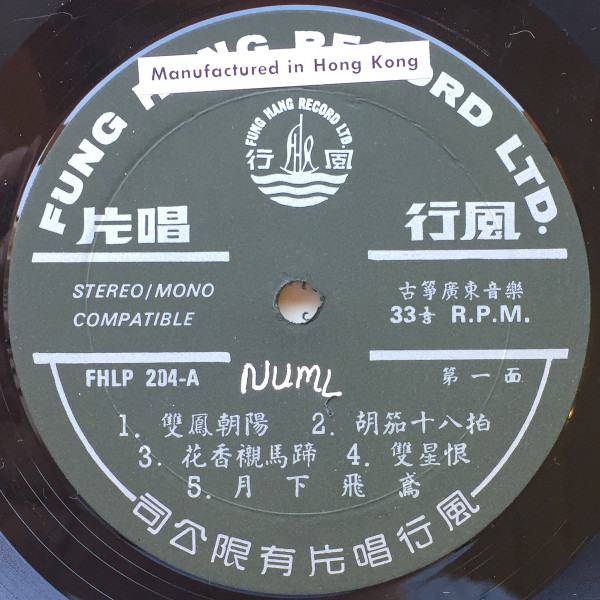 FUNG HANG RECORD LTD.
Manufactured in Hong Kong
FUNG HANG RECORD LTD.
行 FHR 風
片唱 行風
STEREO/MONO
COMPATIBLE
古箏廣東音樂
33⅓ R.P.M.
FHLP 204-A
NUML
第一面
1. 雙鳳朝陽 2. 胡笳十八拍
3. 花香襯馬蹄 4. 雙星恨
5. 月下飛鳶
司公限有片唱行風